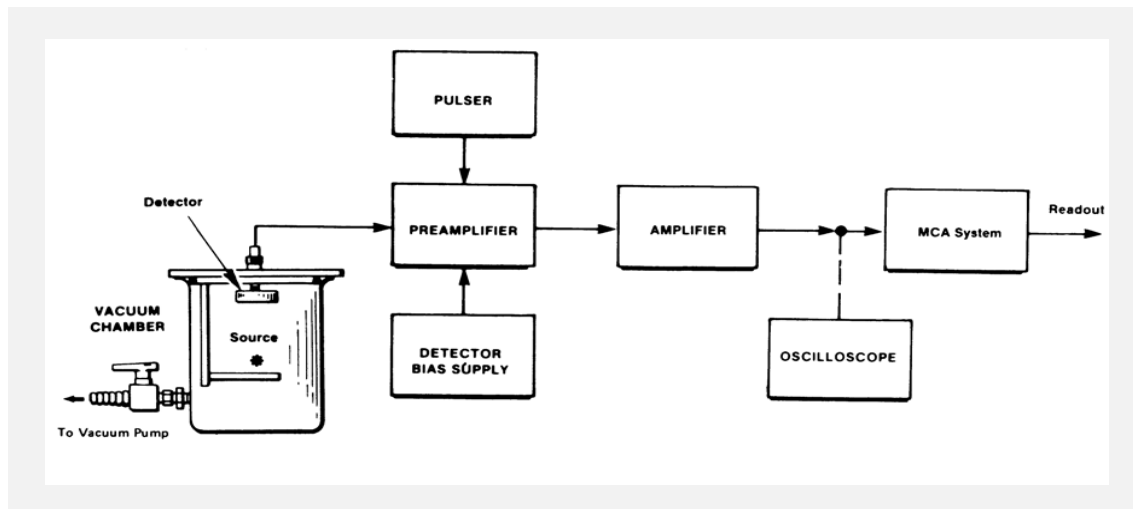 PULSER
Detector
PREAMPLIFIER
AMPLIFIER
MCA System
Readout
VACUUM
CHAMBER
Source
DETECTOR
BIAS SUPPLY
OSCILLOSCOPE
To Vacuum Pump